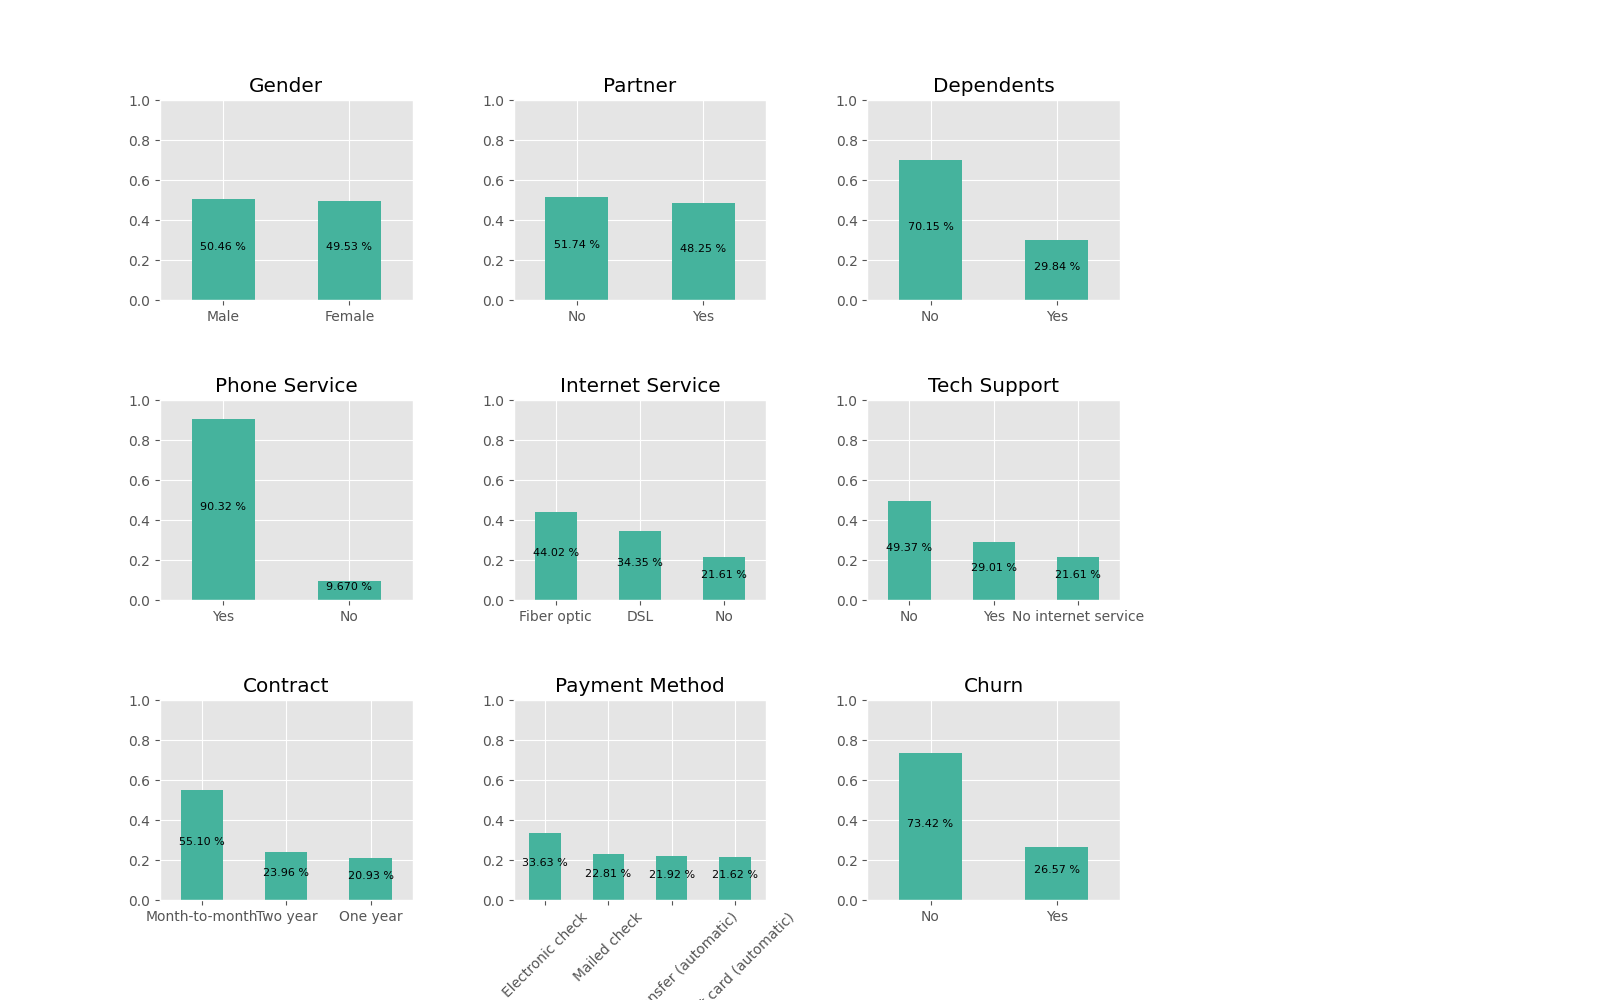 Gender
1.0
0.8
0.6
0.4
0.2
0.0
50.46 %
49.53 %
Male
Female
Partner
1.0
0.8
0.6
0.4
0.2
0.0
51.74 %
48.25 %
No
Yes
Dependents
1.0
0.8
0.6
0.4
0.2
0.0
70.15 %
29.84 %
No
Yes
Phone Service
1.0
0.8
0.6
0.4
0.2
0.0
90.32 %
9.670 %
Yes
No
Internet Service
1.0
0.8
0.6
0.4
0.2
0.0
44.02 %
34.35 %
21.61 %
Fiber optic
DSL
No
Tech Support
1.0
0.8
0.6
0.4
0.2
0.0
49.37 %
29.01 %
21.61 %
No
Yes
No internet service
Contract
1.0
0.8
0.6
0.4
0.2
0.0
55.10 %
23.96 %
20.93 %
Month-to-month
Two year
One year
Payment Method
1.0
0.8
0.6
0.4
0.2
0.0
33.63 %
22.81 %
21.92 %
21.62 %
Electronic check
Mailed check
(automatic)
card (automatic)
Churn
1.0
0.8
0.6
0.4
0.2
0.0
73.42 %
26.57 %
No
Yes